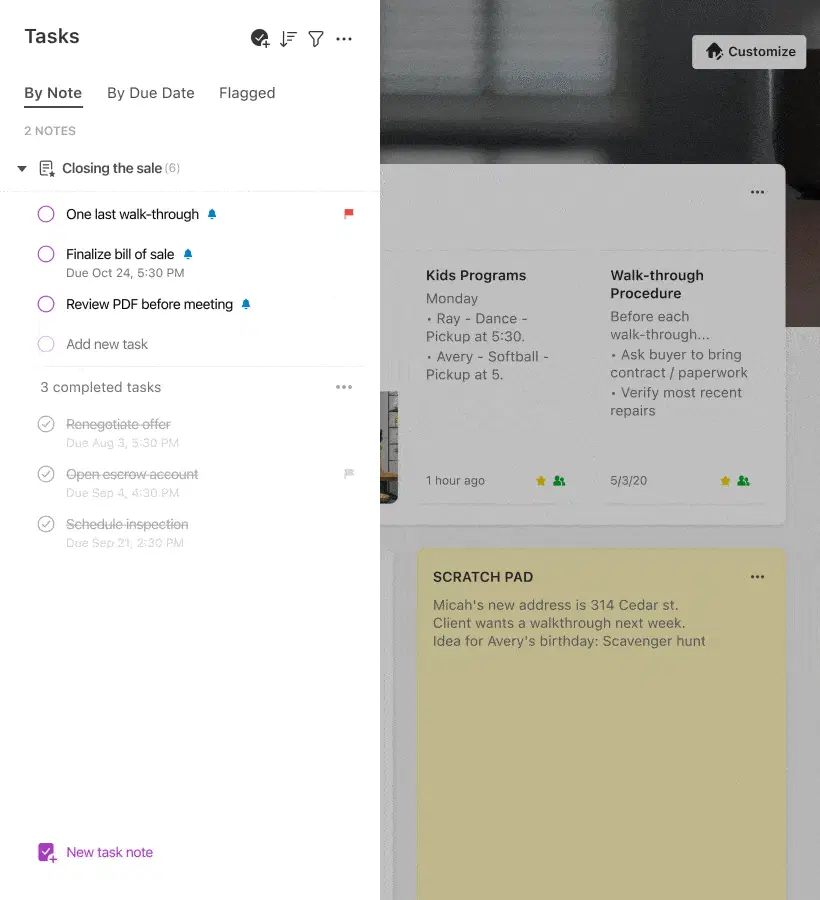 Tasks
By Note
By Due Date
Flagged
2 NOTES
Closing the sale (6)
One last walk-through
Finalize bill of sale
Due Oct 24, 5:30 PM
Review PDF before meeting
Add new task
3 completed tasks
Renegotiate offer
Due Aug 3, 5:30 PM
Open escrow account
Due Sep 4, 4:30 PM
Schedule inspection
Due Sep 21, 2:30 PM
New task note
Customize
Kids Programs
Monday
• Ray - Dance -
Pickup at 5:30.
• Avery - Softball -
Pickup at 5.
1 hour ago
Walk-through
Procedure
Before each
walk-through...
• Ask buyer to bring
contract / paperwork
• Verify most recent
repairs
5/3/20
SCRATCH PAD
Micah's new address is 314 Cedar st.
Client wants a walkthrough next week.
Idea for Avery's birthday: Scavenger hunt